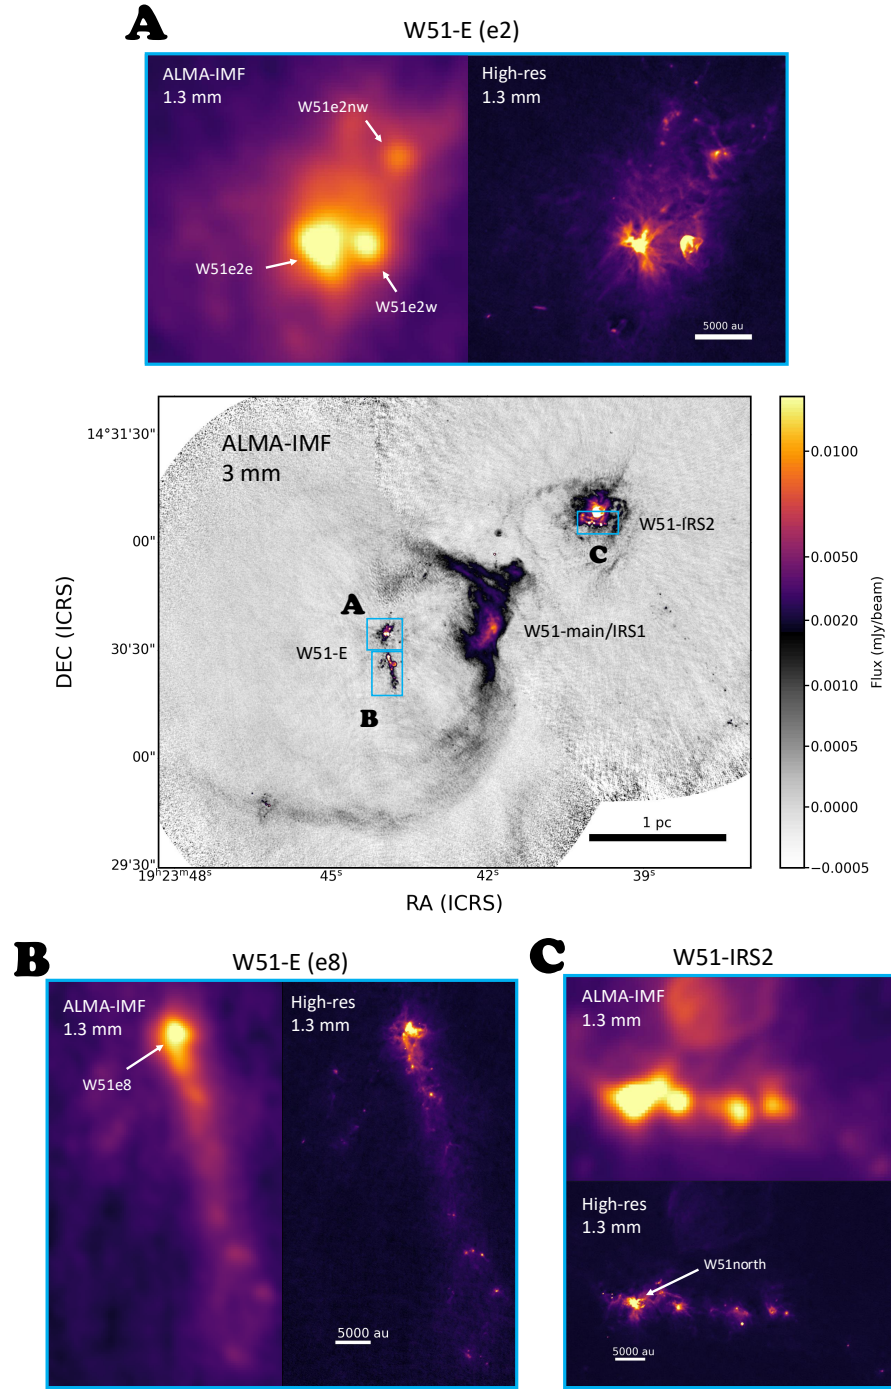 A
W51-E (e2)
ALMA-IMF
1.3 mm
W51e2nw
W51e2e
W51e2w
High-res
1.3 mm
5000 au
ALMA-IMF
3 mm
W51-IRS2
C
A
W51-main/IRS1
W51-E
B
1 pc
14°31'30"
00"
30'30"
00"
29'30"
19ʰ23ᵐ48ˢ
45ˢ
42ˢ
39ˢ
RA (ICRS)
DEC (ICRS)
0.0100
0.0050
0.0020
0.0010
0.0005
0.0000
−0.0005
Flux (mJy/beam)
B
W51-E (e8)
ALMA-IMF
1.3 mm
W51e8
High-res
1.3 mm
5000 au
C
W51-IRS2
ALMA-IMF
1.3 mm
High-res
1.3 mm
W51north
5000 au